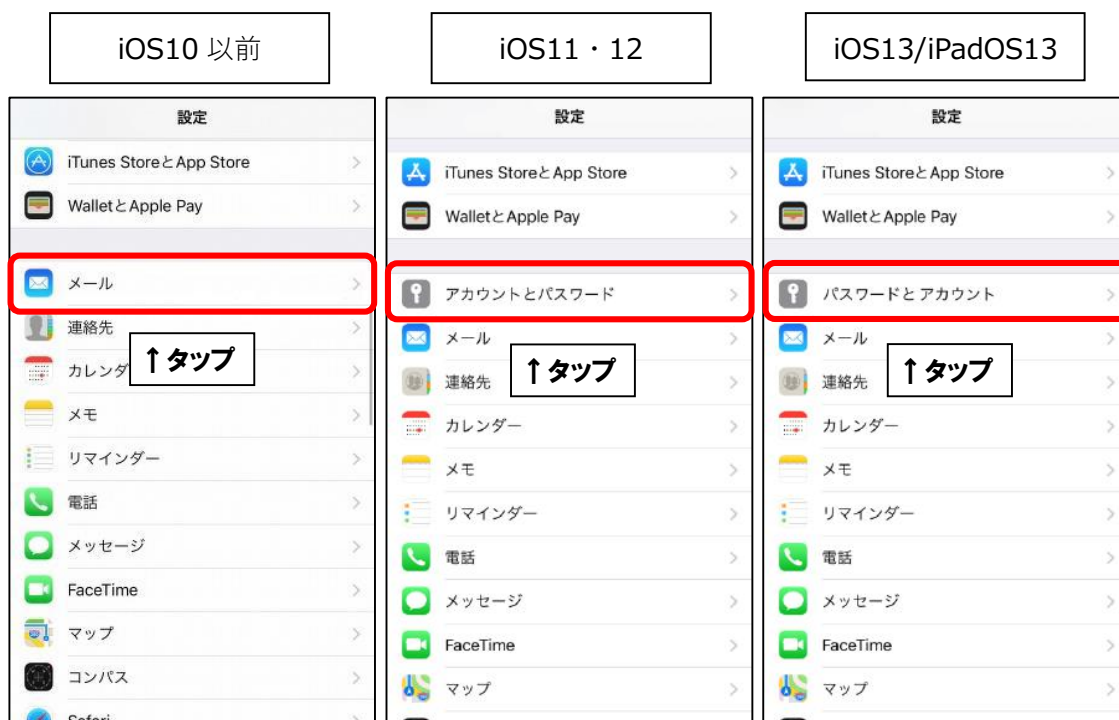 iOS10 以前
設定
iTunes StoreとApp Store
WalletとApple Pay
メール
連絡先
カレンダ
↑タップ
メモ
リマインダー
電話
メッセージ
FaceTime
マップ
コンパス
Safari
iOS11・12
設定
iTunes StoreとApp Store
WalletとApple Pay
アカウントとパスワード
メール
連絡先
↑タップ
カレンダー
メモ
リマインダー
電話
メッセージ
FaceTime
マップ
iOS13/iPadOS13
設定
iTunes StoreとApp Store
WalletとApple Pay
パスワードとアカウント
メール
連絡先
↑タップ
カレンダー
メモ
リマインダー
電話
メッセージ
FaceTime
マップ